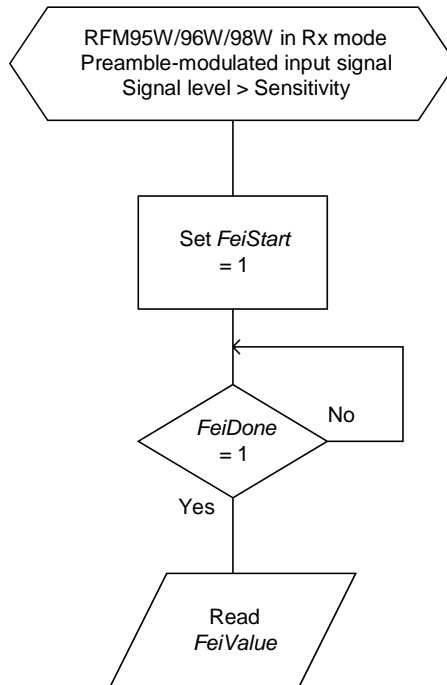 RFM95W/96W/98W in Rx mode
Preamble-modulated input signal
Signal level > Sensitivity
Set FeiStart
= 1
No
FeiDone
= 1
Yes
Read
FeiValue